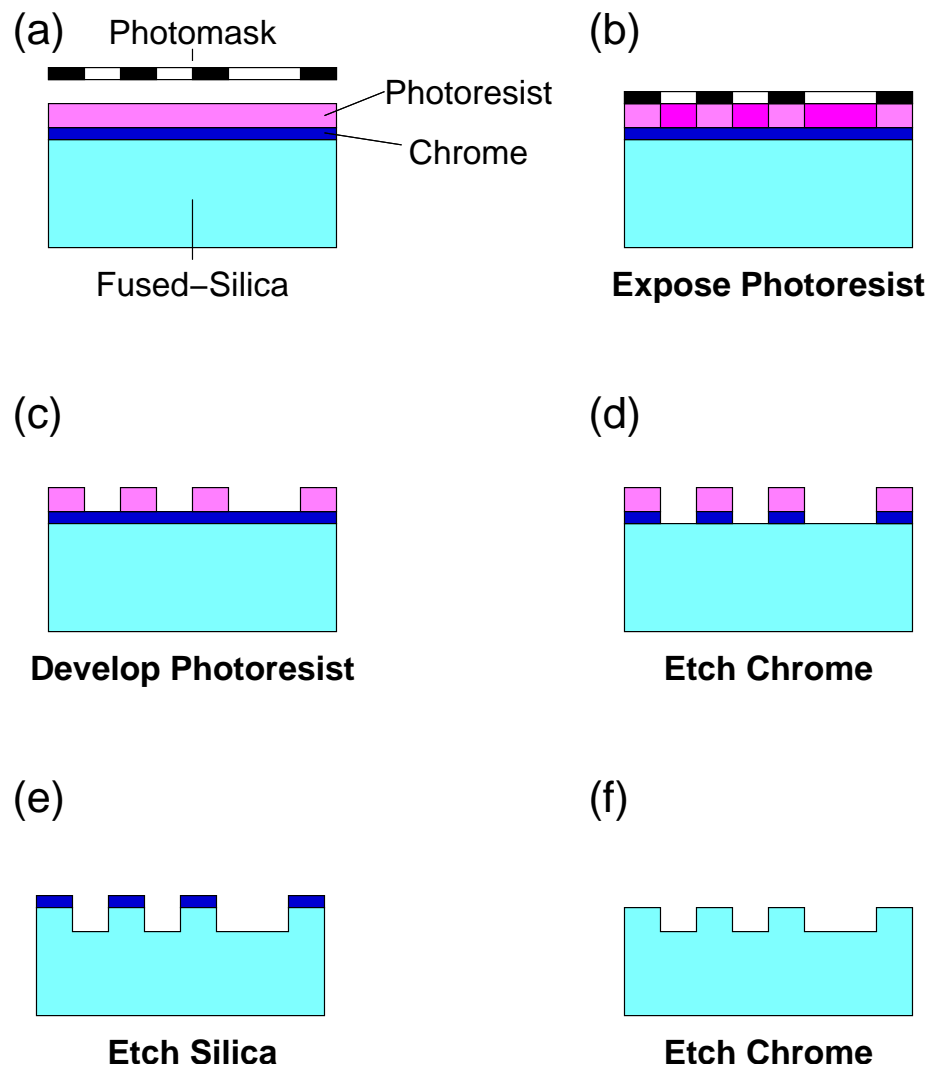 (a)
Photomask
Photoresist
Chrome
Fused–Silica
(b)
Expose Photoresist
(c)
Develop Photoresist
(d)
Etch Chrome
(e)
Etch Silica
(f)
Etch Chrome